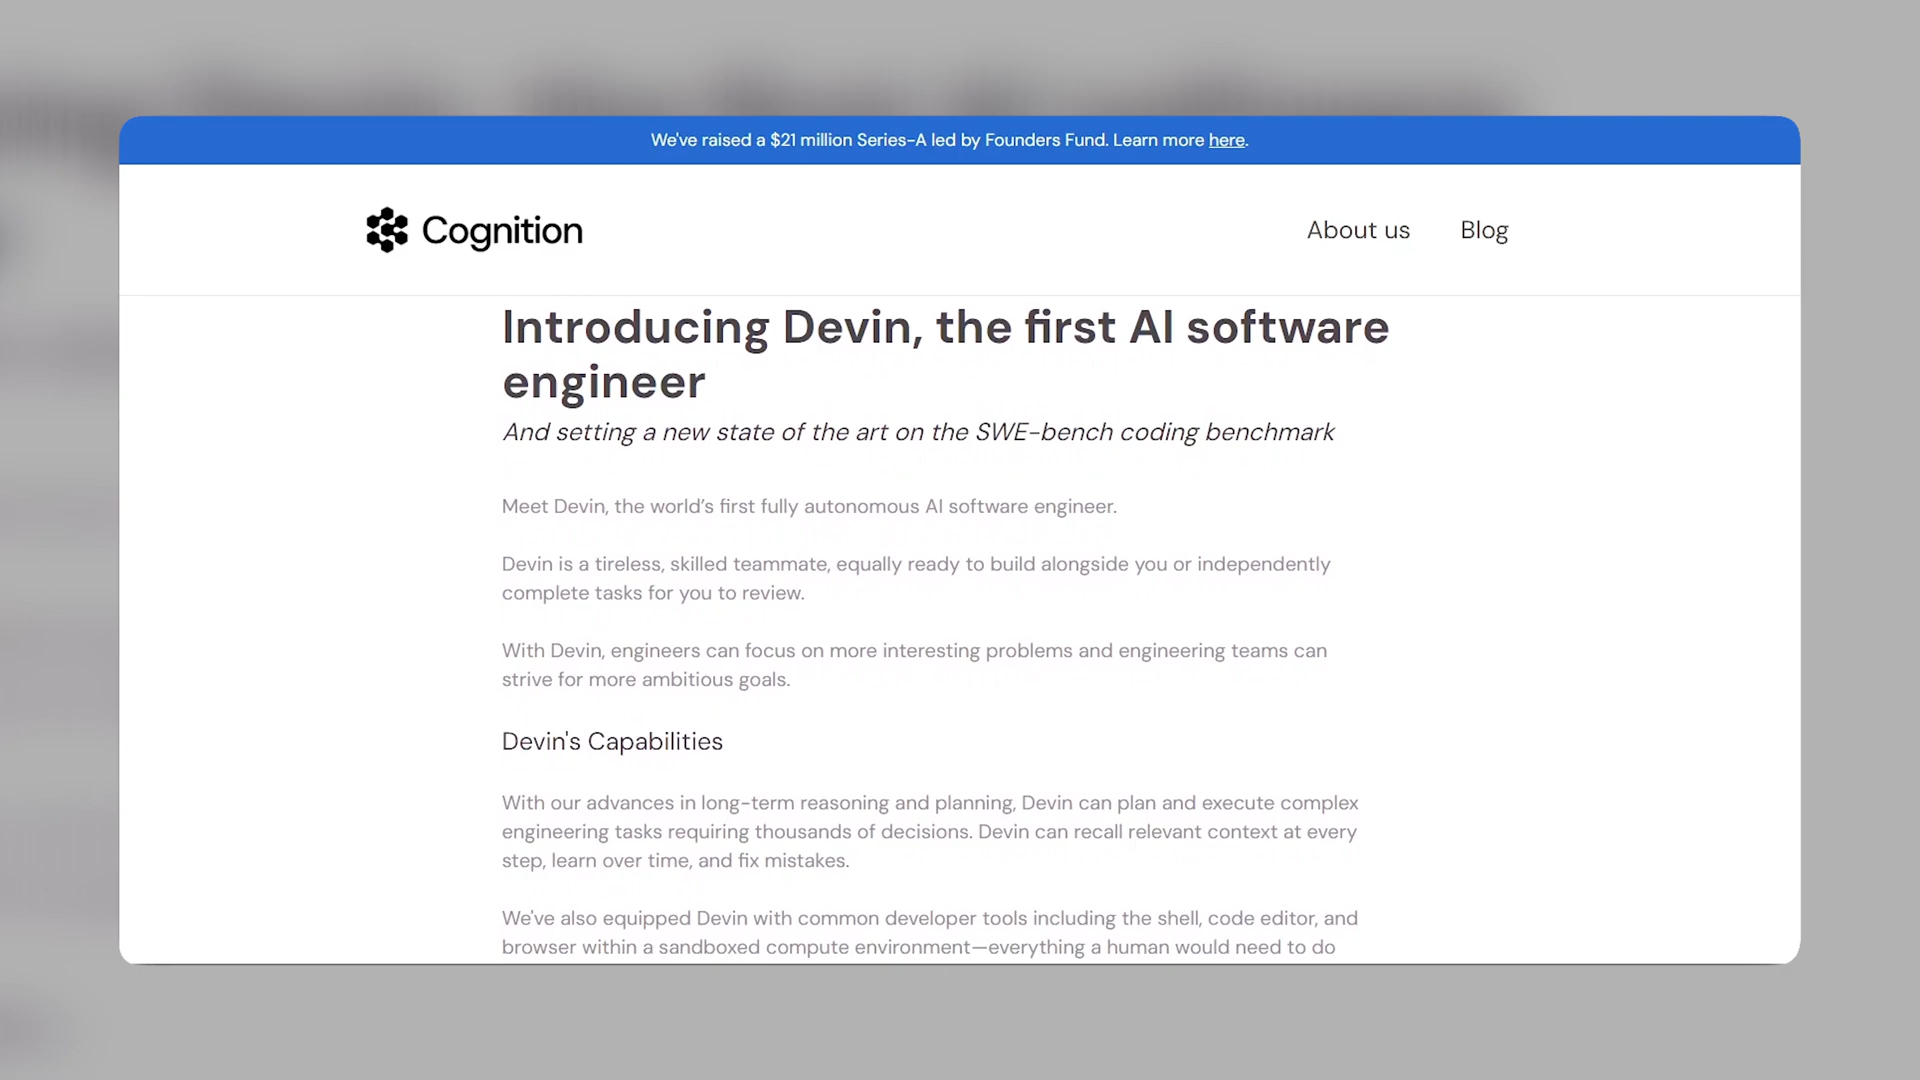 We've raised a $21 million Series-A led by Founders Fund. Learn more here.
Cognition
About us
Blog
Introducing Devin, the first AI software
engineer
And setting a new state of the art on the SWE-bench coding benchmark
Meet Devin, the world’s first fully autonomous AI software engineer.
Devin is a tireless, skilled teammate, equally ready to build alongside you or independently
complete tasks for you to review.
With Devin, engineers can focus on more interesting problems and engineering teams can
strive for more ambitious goals.
Devin's Capabilities
With our advances in long-term reasoning and planning, Devin can plan and execute complex
engineering tasks requiring thousands of decisions. Devin can recall relevant context at every
step, learn over time, and fix mistakes.
We've also equipped Devin with common developer tools including the shell, code editor, and
browser within a sandboxed compute environment—everything a human would need to do